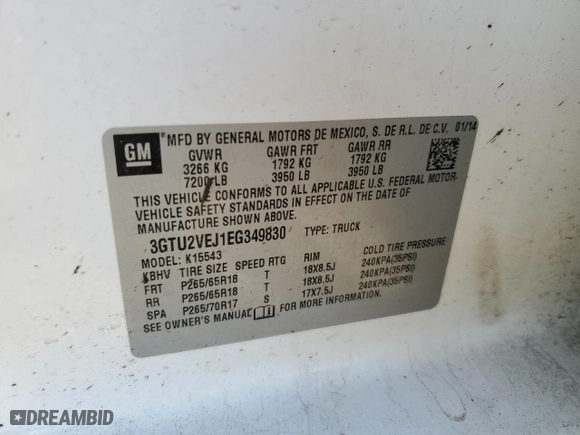 GM
*MFD BY GENERAL MOTORS DE MEXICO, S. DE R.L. DE C.V. 01/14
GVWR GAWR FRT GAWR RR
3266 KG 1792 KG 1792 KG
7200 LB 3950 LB 3950 LB
THIS VEHICLE CONFORMS TO ALL APPLICABLE U.S. FEDERAL MOTOR
VEHICLE SAFETY STANDARDS IN EFFECT ON THE DATE OF
MANUFACTURE SHOWN ABOVE.
3GTU2VEJ1EG349830 TYPE: TRUCK
MODEL: K15543
KBHV TIRE SIZE SPEED RTG RIM COLD TIRE PRESSURE
FRT P265/65R18 T 18X8.5J 240KPA(35PSI)
RR P265/65R18 T 18X8.5J 240KPA(35PSI)
SPA P265/70R17 S 17X7.5J 240KPA(35PSI)
SEE OWNER'S MANUAL FOR MORE INFORMATION.
DREAMBID